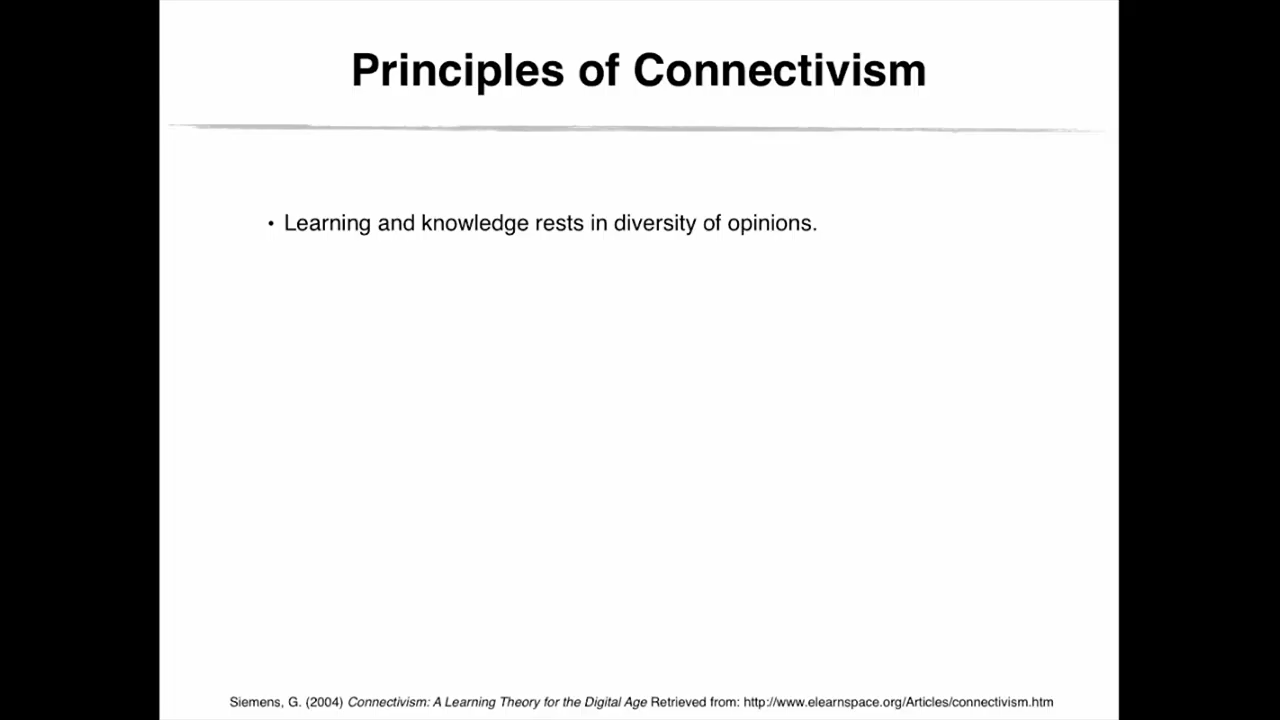 Principles of Connectivism
• Learning and knowledge rests in diversity of opinions.
Siemens, G. (2004) Connectivism: A Learning Theory for the Digital Age Retrieved from: http://www.elearnspace.org/Articles/connectivism.htm